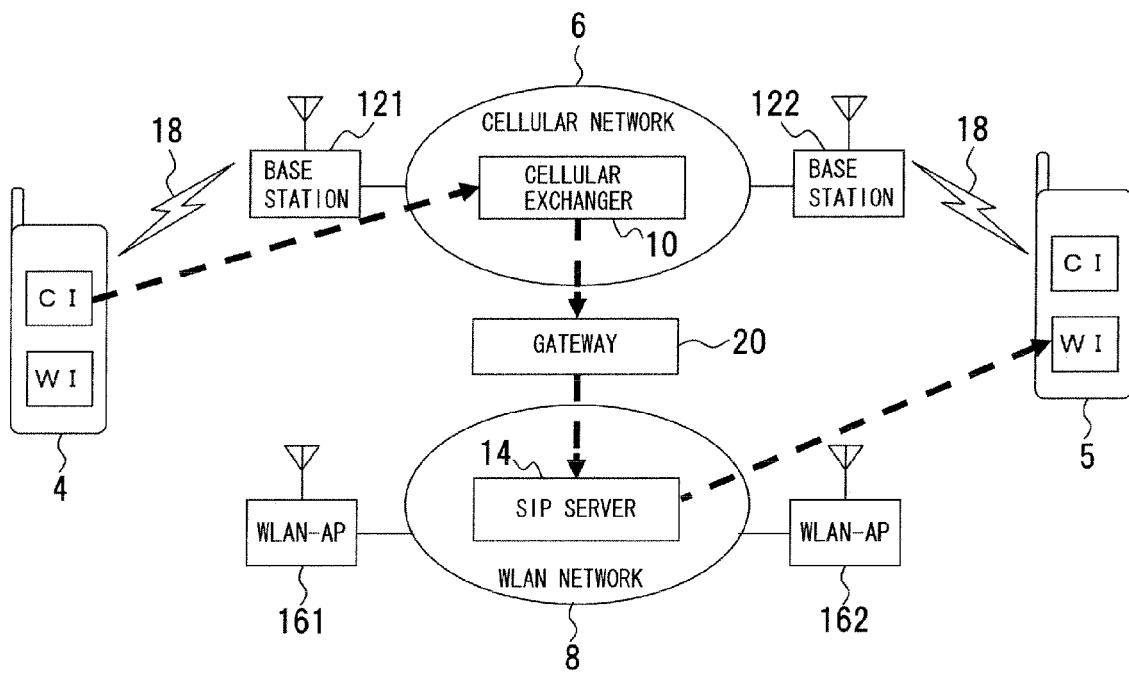 6
121
CELLULAR NETWORK
122
18
BASE
STATION
CELLULAR
EXCHANGER
BASE
STATION
18
10
C I
W I
C I
W I
GATEWAY
20
4
5
14
SIP SERVER
WLAN-AP
WLAN-AP
WLAN NETWORK
161
162
8